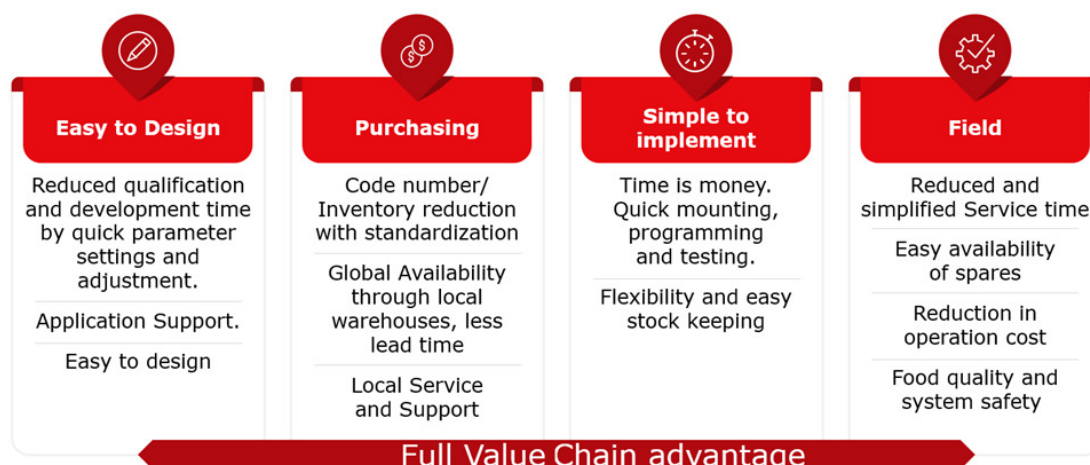 Easy to Design
Reduced qualification
and development time
by quick parameter
settings and
adjustment.
Application Support.
Easy to design
Purchasing
Code number/
Inventory reduction
with standardization
Global Availability
through local
warehouses, less
lead time
Local Service
and Support
Simple to
implement
Time is money.
Quick mounting,
programming
and testing.
Flexibility and easy
stock keeping
Field
Reduced and
simplified Service time
Easy availability
of spares
Reduction in
operation cost
Food quality and
system safety
Full Value Chain advantage